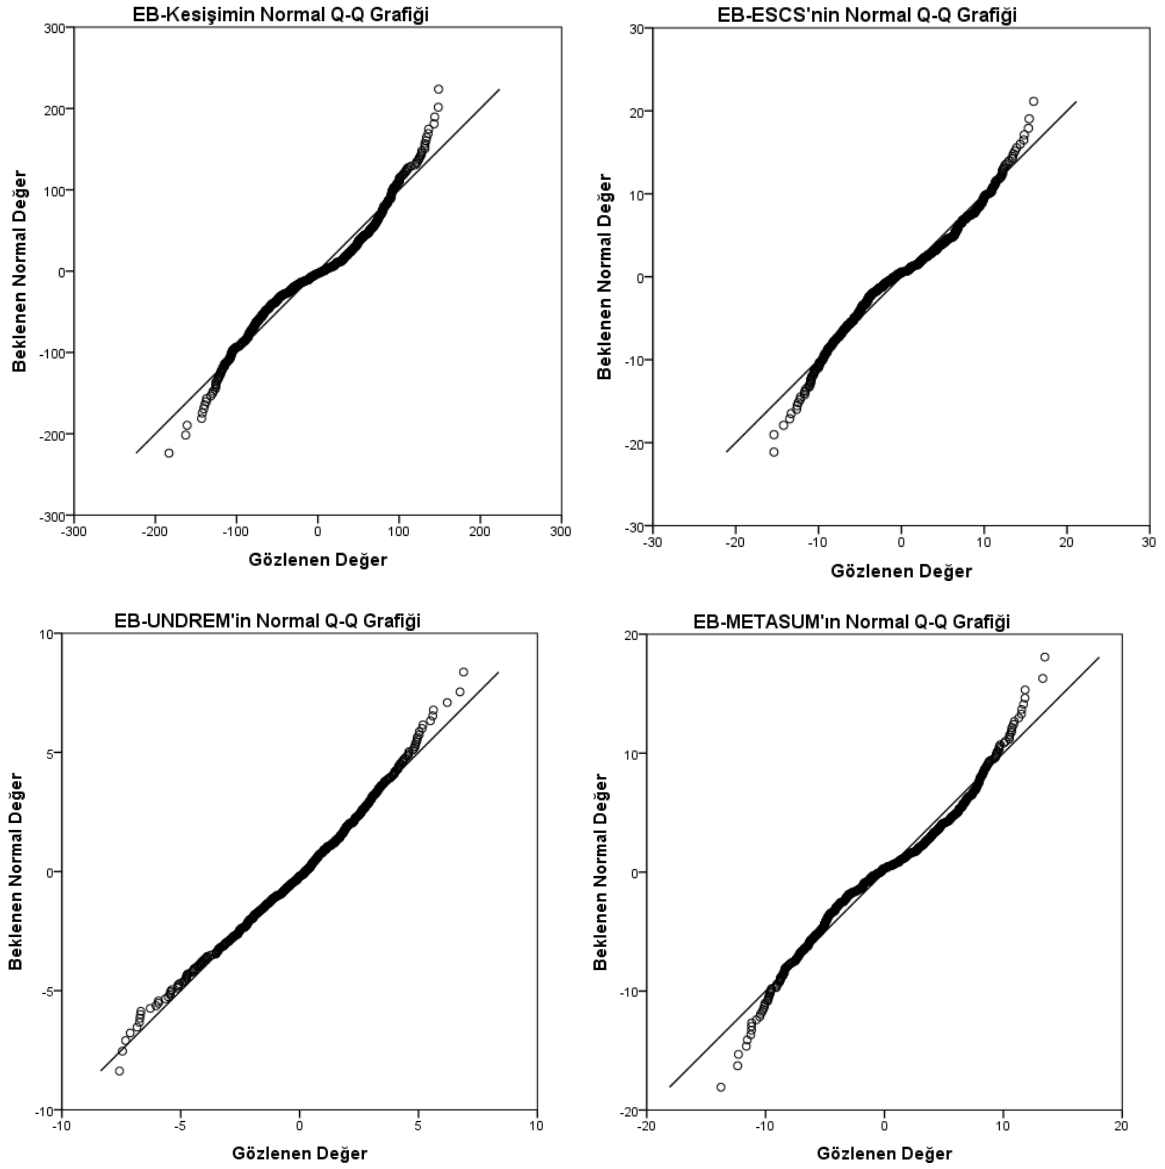 EB-Kesişimin Normal Q-Q Grafiği
300
200
100
0
-100
-200
-300
-300 -200 -100 0 100 200 300
Beklenen Normal Değer
Gözlenen Değer
EB-ESCS'nin Normal Q-Q Grafiği
30
20
10
0
-10
-20
-30
-30 -20 -10 0 10 20 30
Beklenen Normal Değer
Gözlenen Değer
EB-UNDREM'in Normal Q-Q Grafiği
10
5
0
-5
-10
-10 -5 0 5 10
Beklenen Normal Değer
Gözlenen Değer
EB-METASUM'ın Normal Q-Q Grafiği
20
10
0
-10
-20
-20 -10 0 10 20
Beklenen Normal Değer
Gözlenen Değer